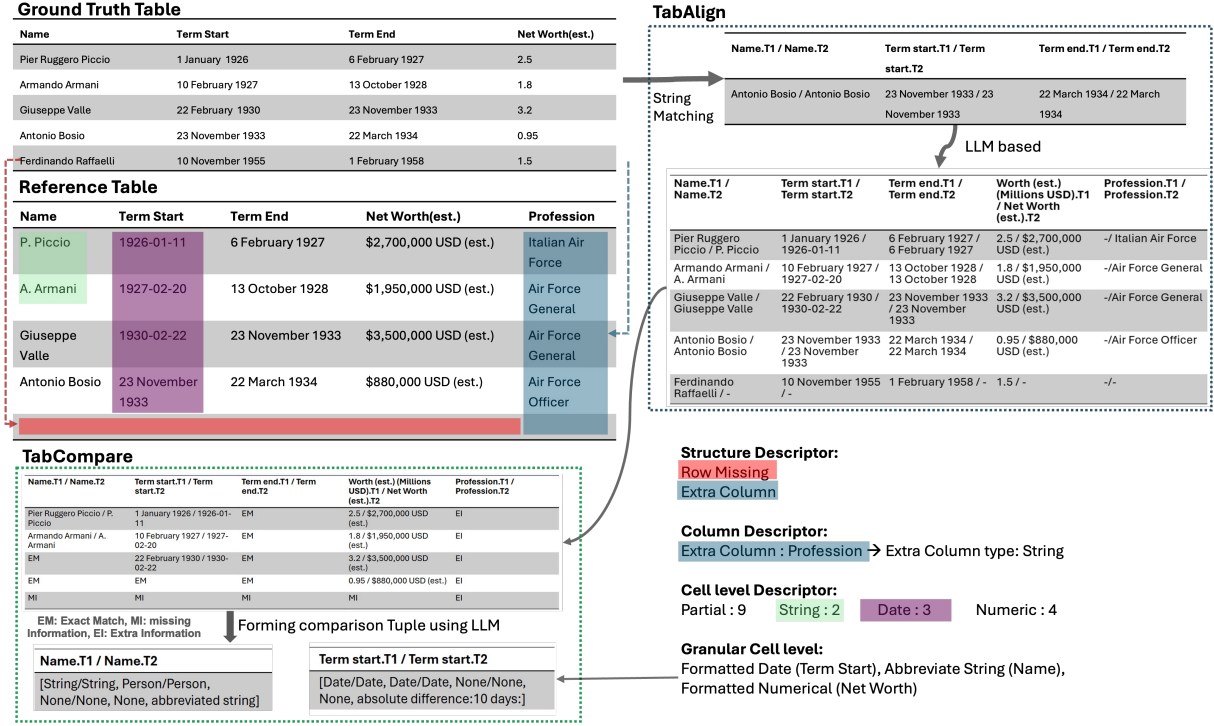 Ground Truth Table
Name Term Start Term End Net Worth(est.)
Pier Ruggero Piccio 1 January 1926 6 February 1927 2.5
Armando Armani 10 February 1927 13 October 1928 1.8
Giuseppe Valle 22 February 1930 23 November 1933 3.2
Antonio Bosio 23 November 1933 22 March 1934 0.95
Ferdinando Raffaelli 10 November 1955 1 February 1958 1.5
Reference Table
Name Term Start Term End Net Worth(est.) Profession
P. Piccio 1926-01-11 6 February 1927 $2,700,000 USD (est.) Italian Air
Force
A. Armani 1927-02-20 13 October 1928 $1,950,000 USD (est.) Air Force
General
Giuseppe 1930-02-22 23 November 1933 $3,500,000 USD (est.) Air Force
Valle General
Antonio Bosio 23 November 22 March 1934 $880,000 USD (est.) Air Force
1933 Officer
TabAlign
Name.T1 / Name.T2 Term start.T1 / Term Term end.T1 / Term end.T2
start.T2
Antonio Bosio / Antonio Bosio 23 November 1933 / 23 22 March 1934 / 22 March
November 1933 1934
String
Matching
LLM based
Name.T1 / Term start.T1 / Term end.T1 / Worth (est.) Profession.T1 /
Name.T2 Term start.T2 Term end.T2 (Millions USD).T1 Profession.T2
/ Net Worth
(est.).T2
Pier Ruggero 1 January 1926 / 6 February 1927 / 2.5 / $2,700,000 -/ Italian Air Force
Piccio / P. Piccio 1926-01-11 6 February 1927 USD (est.)
Armando Armani / 10 February 1927 / 13 October 1928 / 1.8 / $1,950,000 -/Air Force General
A. Armani 1927-02-20 13 October 1928 USD (est.)
Giuseppe Valle / 22 February 1930 / 23 November 1933 3.2 / $3,500,000 -/Air Force General
Giuseppe Valle 1930-02-22 / 23 November USD (est.)
1933
Antonio Bosio / 23 November 1933 22 March 1934 / 0.95 / $880,000 -/Air Force Officer
Antonio Bosio / 23 November 22 March 1934 USD (est.)
1933
Ferdinando 10 November 1955 1 February 1958 / - 1.5 / - -/-
Raffaelli / - / -
TabCompare
Name.T1 / Name.T2 Term start.T1 / Term Term end.T1 / Term Worth (est.) (Millions Profession.T1 /
start.T2 end.T2 USD).T1 / Net Worth Profession.T2
(est.).T2
Pier Ruggero Piccio / P. 1 January 1926 / 1926-01- EM 2.5 / $2,700,000 USD EI
Piccio 11 (est.)
Armando Armani / A. 10 February 1927 / 1927- EM 1.8 / $1,950,000 USD EI
Armani 02-20 (est.)
EM 22 February 1930 / 1930- EM 3.2 / $3,500,000 USD EI
02-22 (est.)
EM EM EM 0.95 / $880,000 USD (est.) EI
MI MI MI MI EI
EM: Exact Match, MI: missing
Information, EI: Extra Information
Forming comparison Tuple using LLM
Name.T1 / Name.T2
[String/String, Person/Person,
None/None, None, abbreviated string]
Term start.T1 / Term start.T2
[Date/Date, Date/Date, None/None,
None, absolute difference:10 days:]
Structure Descriptor:
Row Missing
Extra Column
Column Descriptor:
Extra Column : Profession → Extra Column type: String
Cell level Descriptor:
Partial : 9 String : 2 Date : 3 Numeric : 4
Granular Cell level:
Formatted Date (Term Start), Abbreviate String (Name),
Formatted Numerical (Net Worth)